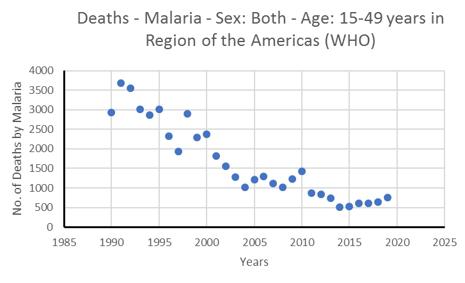 Deaths - Malaria - Sex: Both - Age: 15-49 years in
Region of the Americas (WHO)
4000
3500
3000
2500
2000
1500
1000
500
0
No. of Deaths by Malaria
1985 1990 1995 2000 2005 2010 2015 2020 2025
Years